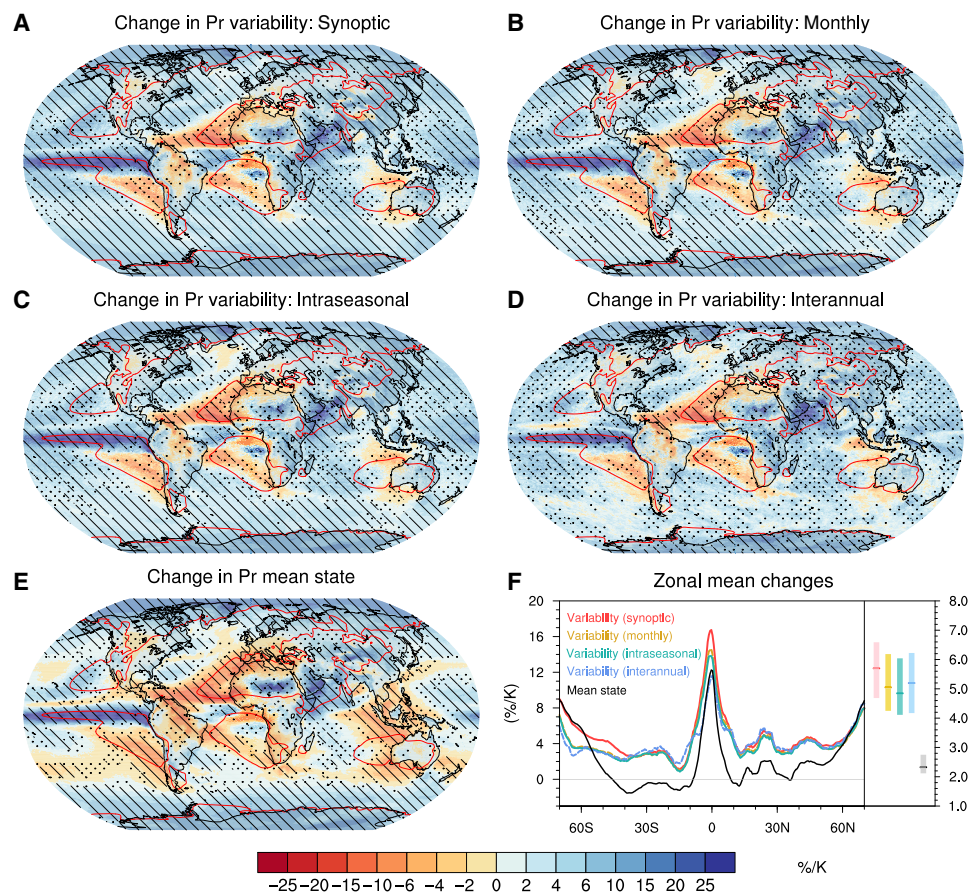 A Change in Pr variability: Synoptic
B Change in Pr variability: Monthly
C Change in Pr variability: Intraseasonal
D Change in Pr variability: Interannual
E Change in Pr mean state
F Zonal mean changes
20
16
12
8
4
0
(%/K)
Variability (synoptic)
Variability (monthly)
Variability (intraseasonal)
Variability (interannual)
Mean state
8.0
7.0
6.0
5.0
4.0
3.0
2.0
1.0
60S 30S 0 30N 60N
−25 −20 −15 −10 −6 −4 −2 0 2 4 6 10 15 20 25
%/K